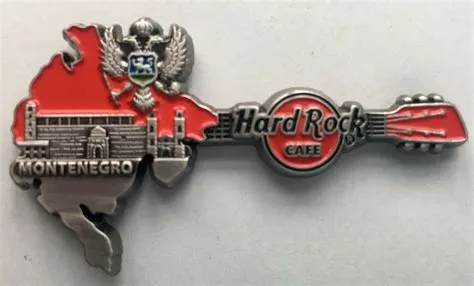 Hard Rock
CAFE
®
MONTENEGRO